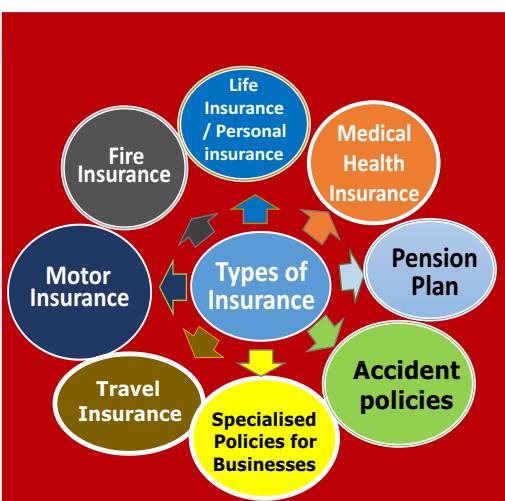 Life
Insurance
/ Personal
insurance
Medical
Health
Insurance
Pension
Plan
Accident
policies
Specialised
Policies for
Businesses
Travel
Insurance
Motor
Insurance
Fire
Insurance
Types of
Insurance